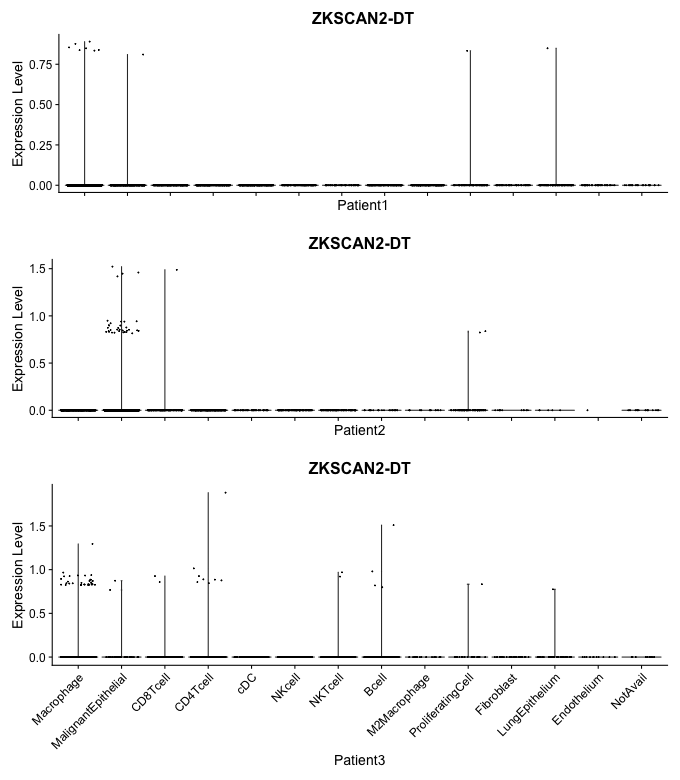 ZKSCAN2-DT
Expression Level
0.75
0.50
0.25
0.00
Patient1
ZKSCAN2-DT
Expression Level
1.5
1.0
0.5
0.0
Patient2
ZKSCAN2-DT
Expression Level
1.5
1.0
0.5
0.0
Macrophage
MalignantEpithelial
CD8Tcell
CD4Tcell
cDC
NKcell
NKTcell
Bcell
M2Macrophage
ProliferatingCell
Fibroblast
LungEpithelium
Endothelium
NotAvail
Patient3